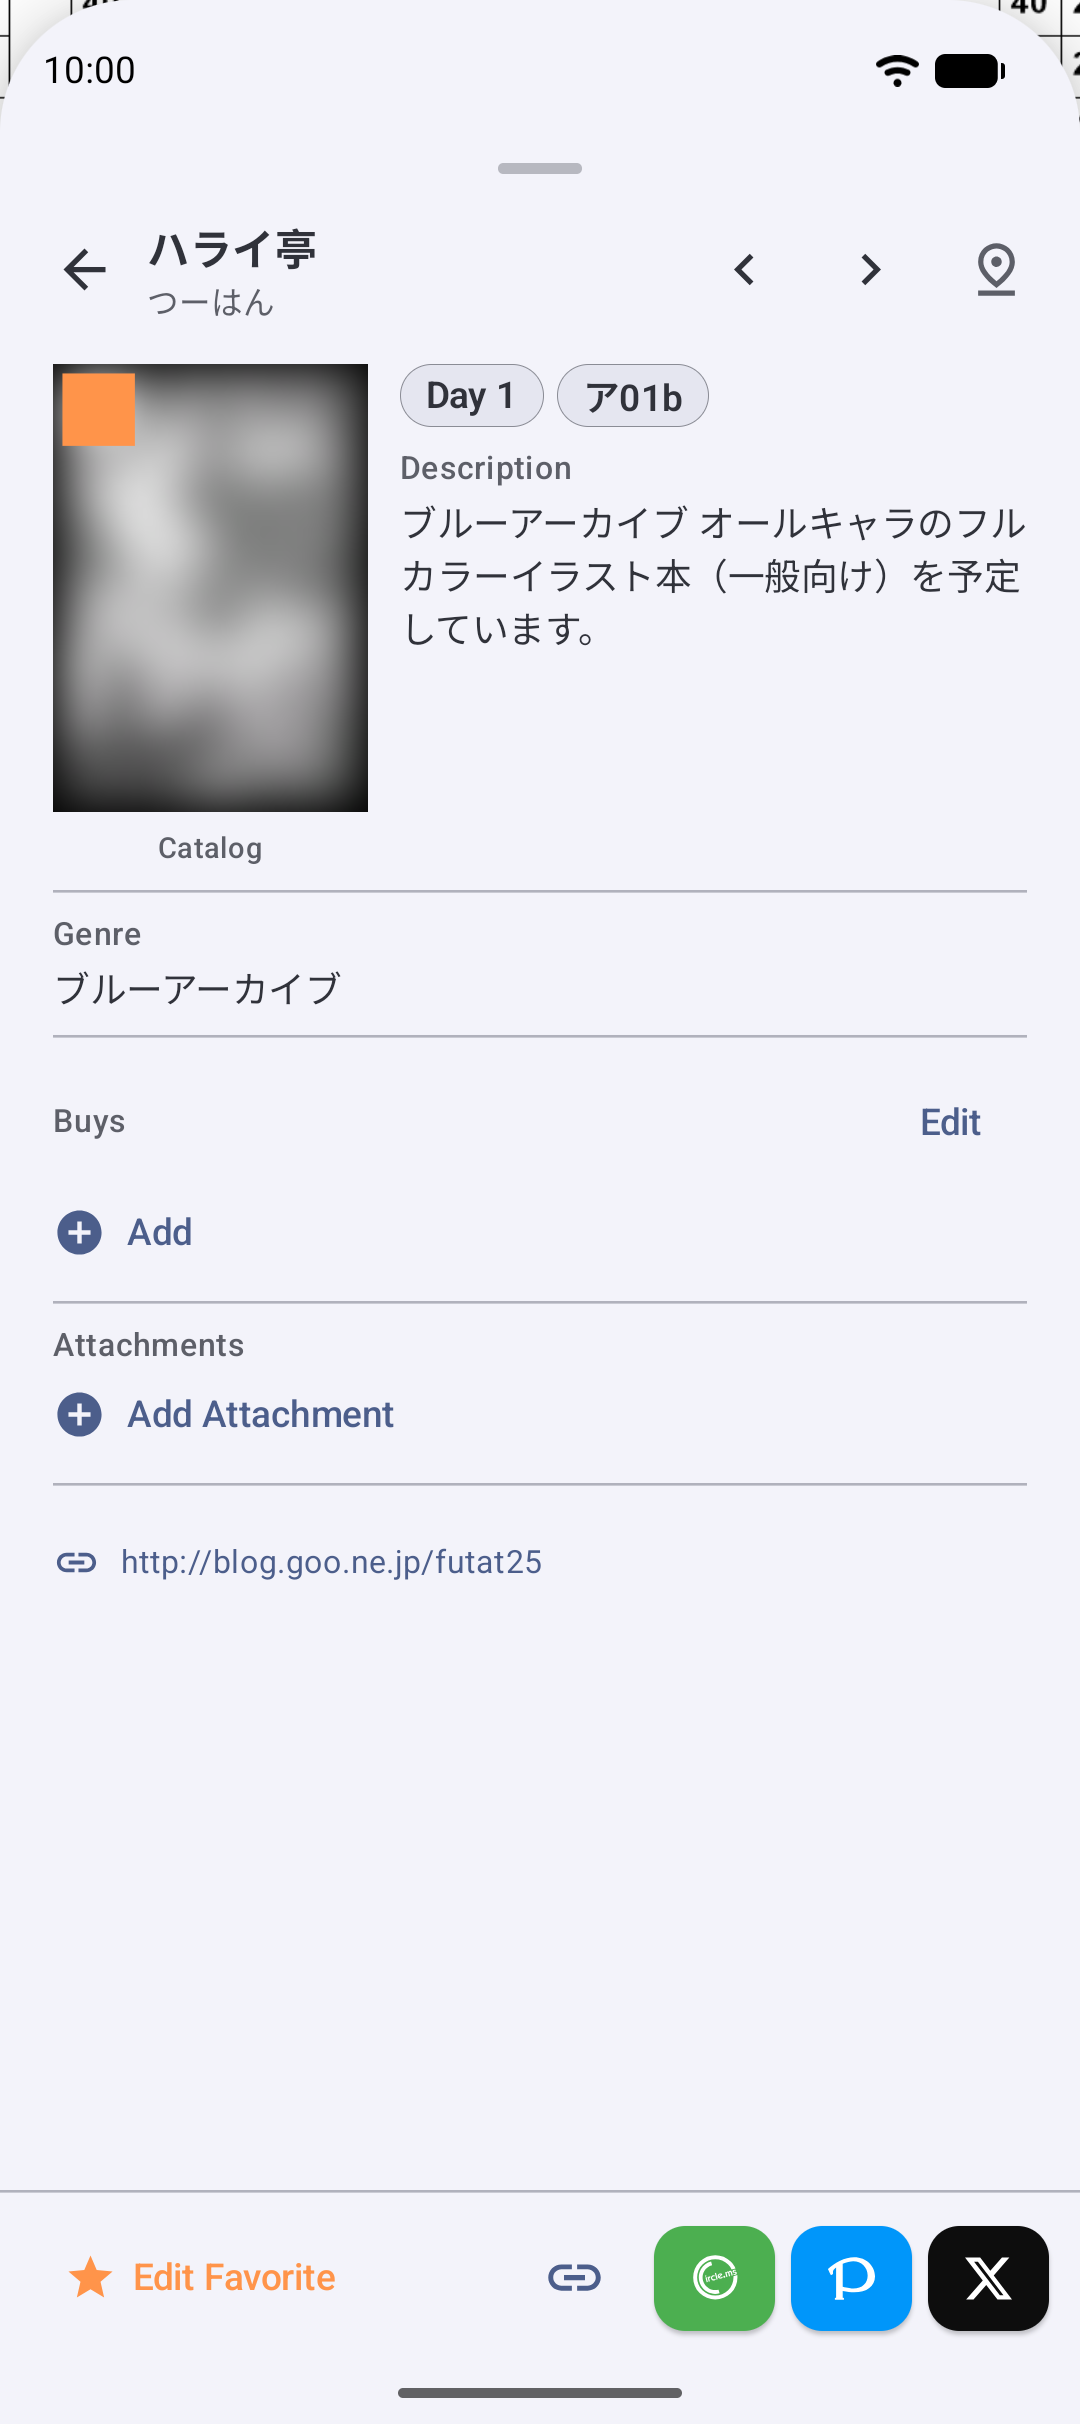 10:00
ハライ亭
つーはん
Day 1
ア01b
Description
ブルーアーカイブ オールキャラのフル
カラーイラスト本（一般向け）を予定
しています。
Catalog
Genre
ブルーアーカイブ
Buys
Edit
Add
Attachments
Add Attachment
http://blog.goo.ne.jp/futat25
Edit Favorite
ircle.ms